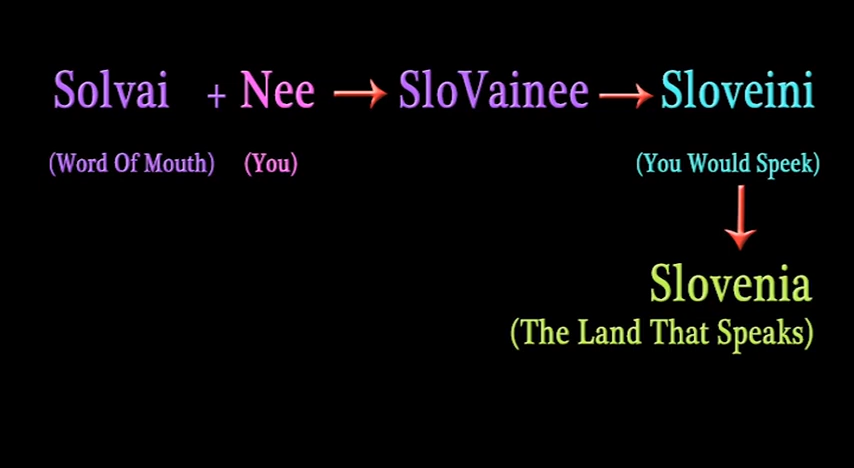 Solvai + Nee → SloVainee → Sloveini
(Word Of Mouth) (You) (You Would Speek)
Slovenia
(The Land That Speaks)